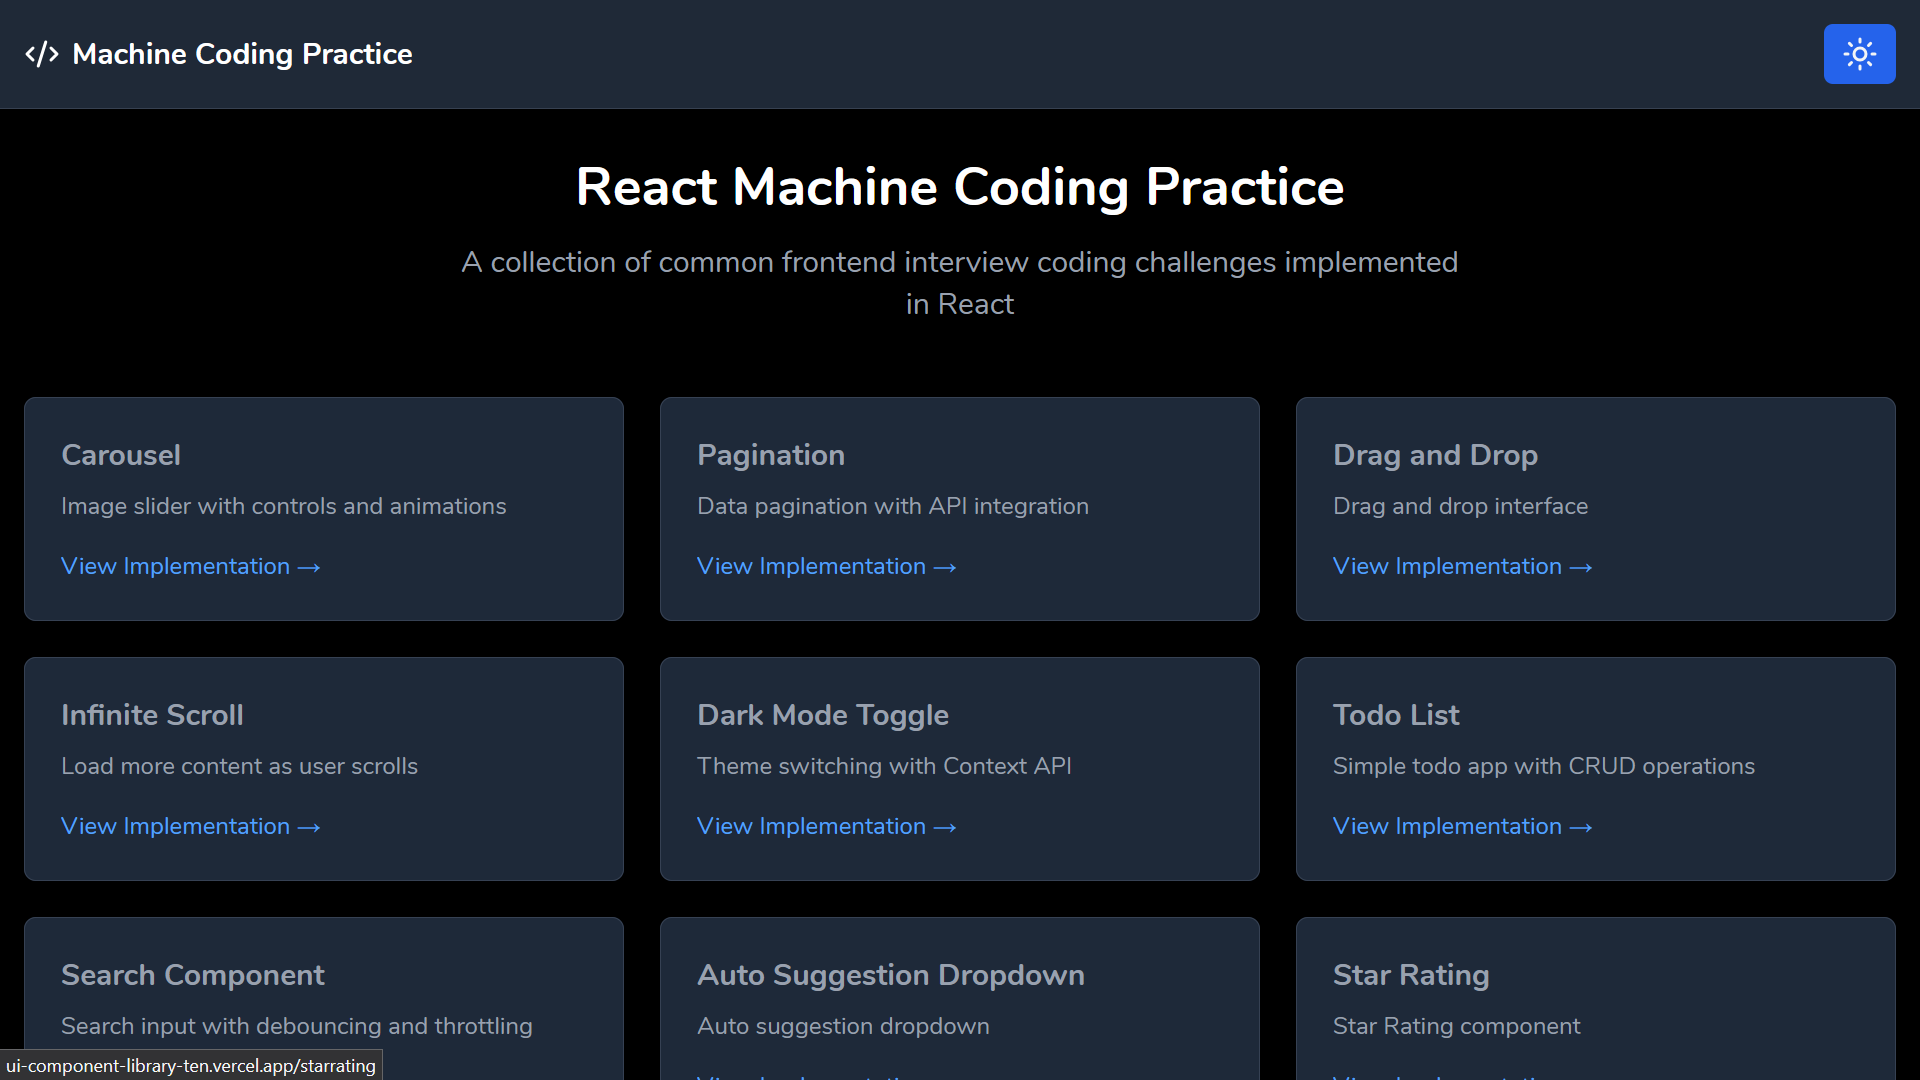 </> Machine Coding Practice
React Machine Coding Practice
A collection of common frontend interview coding challenges implemented
in React
Carousel
Image slider with controls and animations
View Implementation →
Pagination
Data pagination with API integration
View Implementation →
Drag and Drop
Drag and drop interface
View Implementation →
Infinite Scroll
Load more content as user scrolls
View Implementation →
Dark Mode Toggle
Theme switching with Context API
View Implementation →
Todo List
Simple todo app with CRUD operations
View Implementation →
Search Component
Search input with debouncing and throttling
Auto Suggestion Dropdown
Auto suggestion dropdown
Star Rating
Star Rating component
ui-component-library-ten.vercel.app/starrating